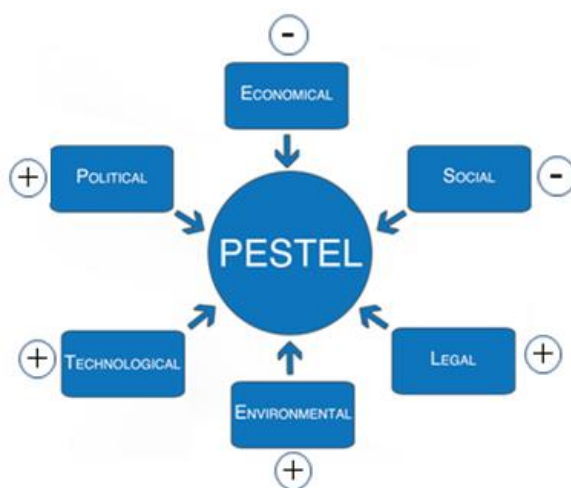 -
ECONOMICAL
+
POLITICAL
SOCIAL
-
PESTEL
+
TECHNOLOGICAL
LEGAL
+
ENVIRONMENTAL
+